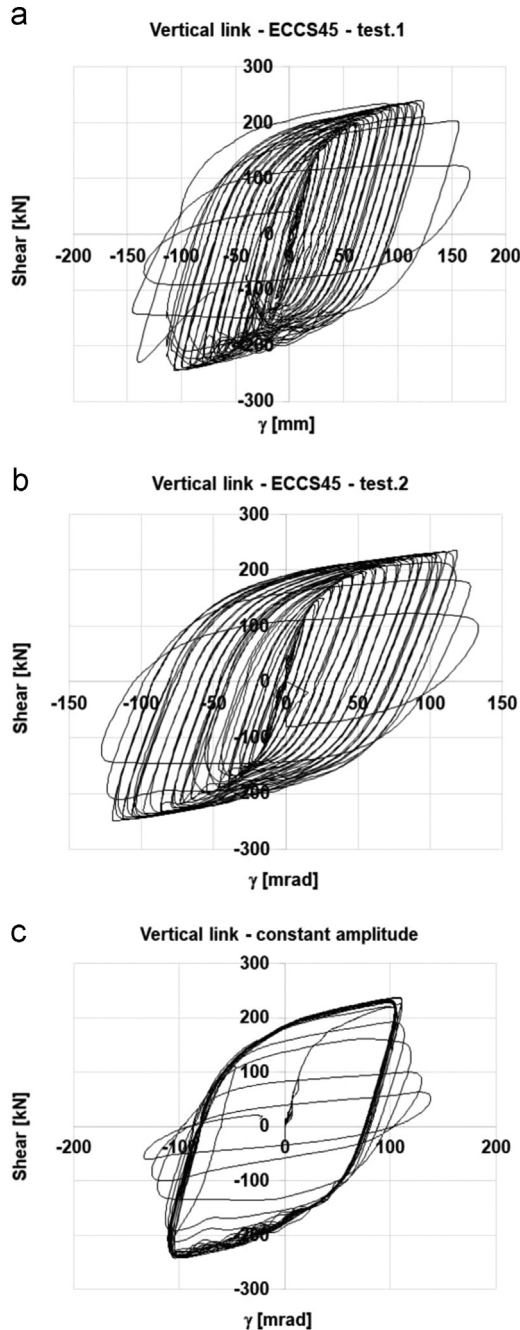 a
Vertical link - ECCS45 - test.1
300
200
100
0
-200 -150 -100 -50 0 50 100 150 200
-100
-200
-300
Shear [kN]
γ [mm]
b
Vertical link - ECCS45 - test.2
300
200
100
0
-150 -100 -50 0 50 100 150
-100
-200
-300
Shear [kN]
γ [mrad]
c
Vertical link - constant amplitude
300
200
100
0
-200 -100 0 100 200
-100
-200
-300
Shear [kN]
γ [mrad]